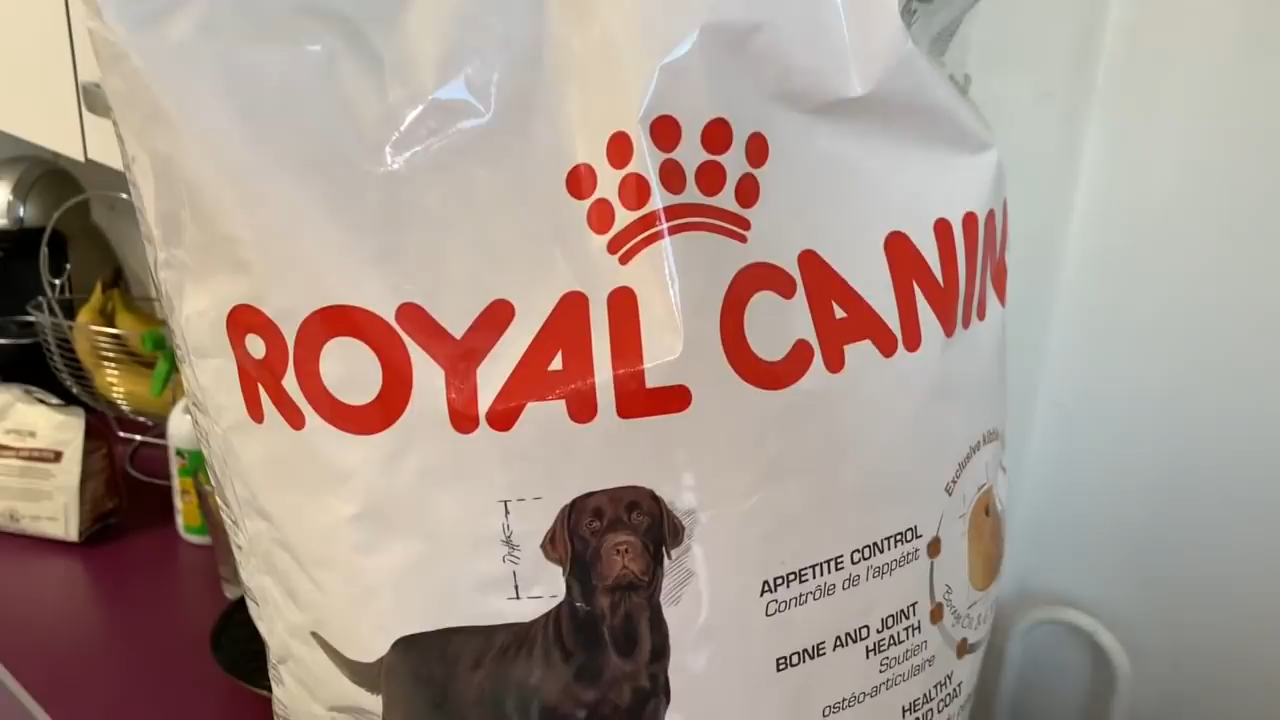 ROYAL CANIN
Exclusive kibble
APPETITE CONTROL
Contrôle de l'appétit
BONE AND JOINT
HEALTH
Soutien
ostéo-articulaire
HEALTHY